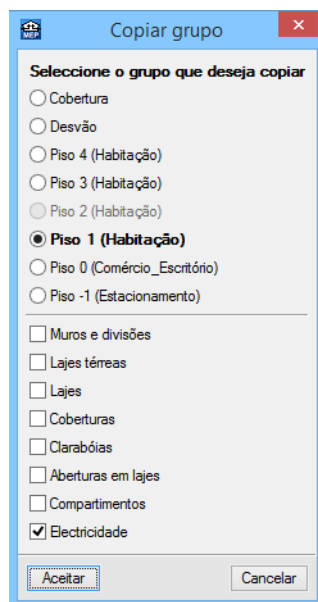 MEP
Copiar grupo
Seleccione o grupo que deseja copiar
Cobertura
Desvão
Piso 4 (Habitação)
Piso 3 (Habitação)
Piso 2 (Habitação)
Piso 1 (Habitação)
Piso 0 (Comércio_Escritório)
Piso -1 (Estacionamento)
Muros e divisões
Lajes térreas
Lajes
Coberturas
Clarabóias
Aberturas em lajes
Compartimentos
Electricidade
Aceitar Cancelar